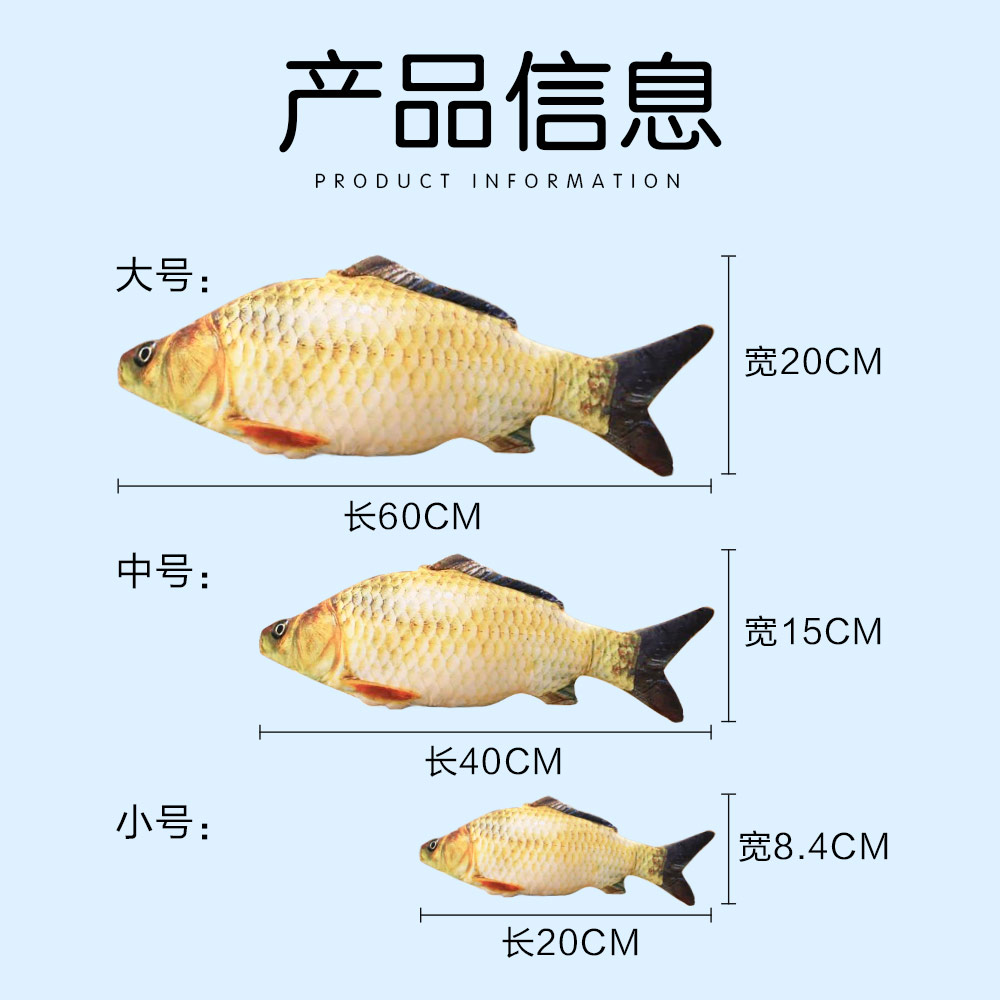 产品信息
PRODUCT INFORMATION
大号：
宽20CM
长60CM
中号：
宽15CM
长40CM
小号：
宽8.4CM
长20CM